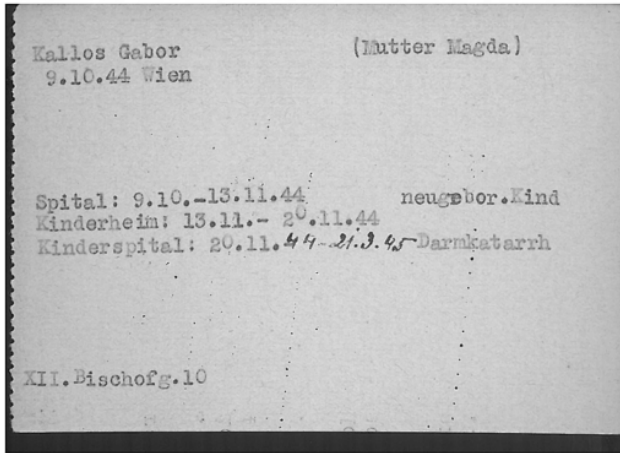 Kallos Gabor (Mutter Magda)
9.10.44 Wien
Spital: 9.10.-13.11.44 neugebor.Kind
Kinderheim: 13.11.- 20.11.44
Kinderspital: 20.11.44-21.3.45 Darmkatarrh
XII.Bischofg.10